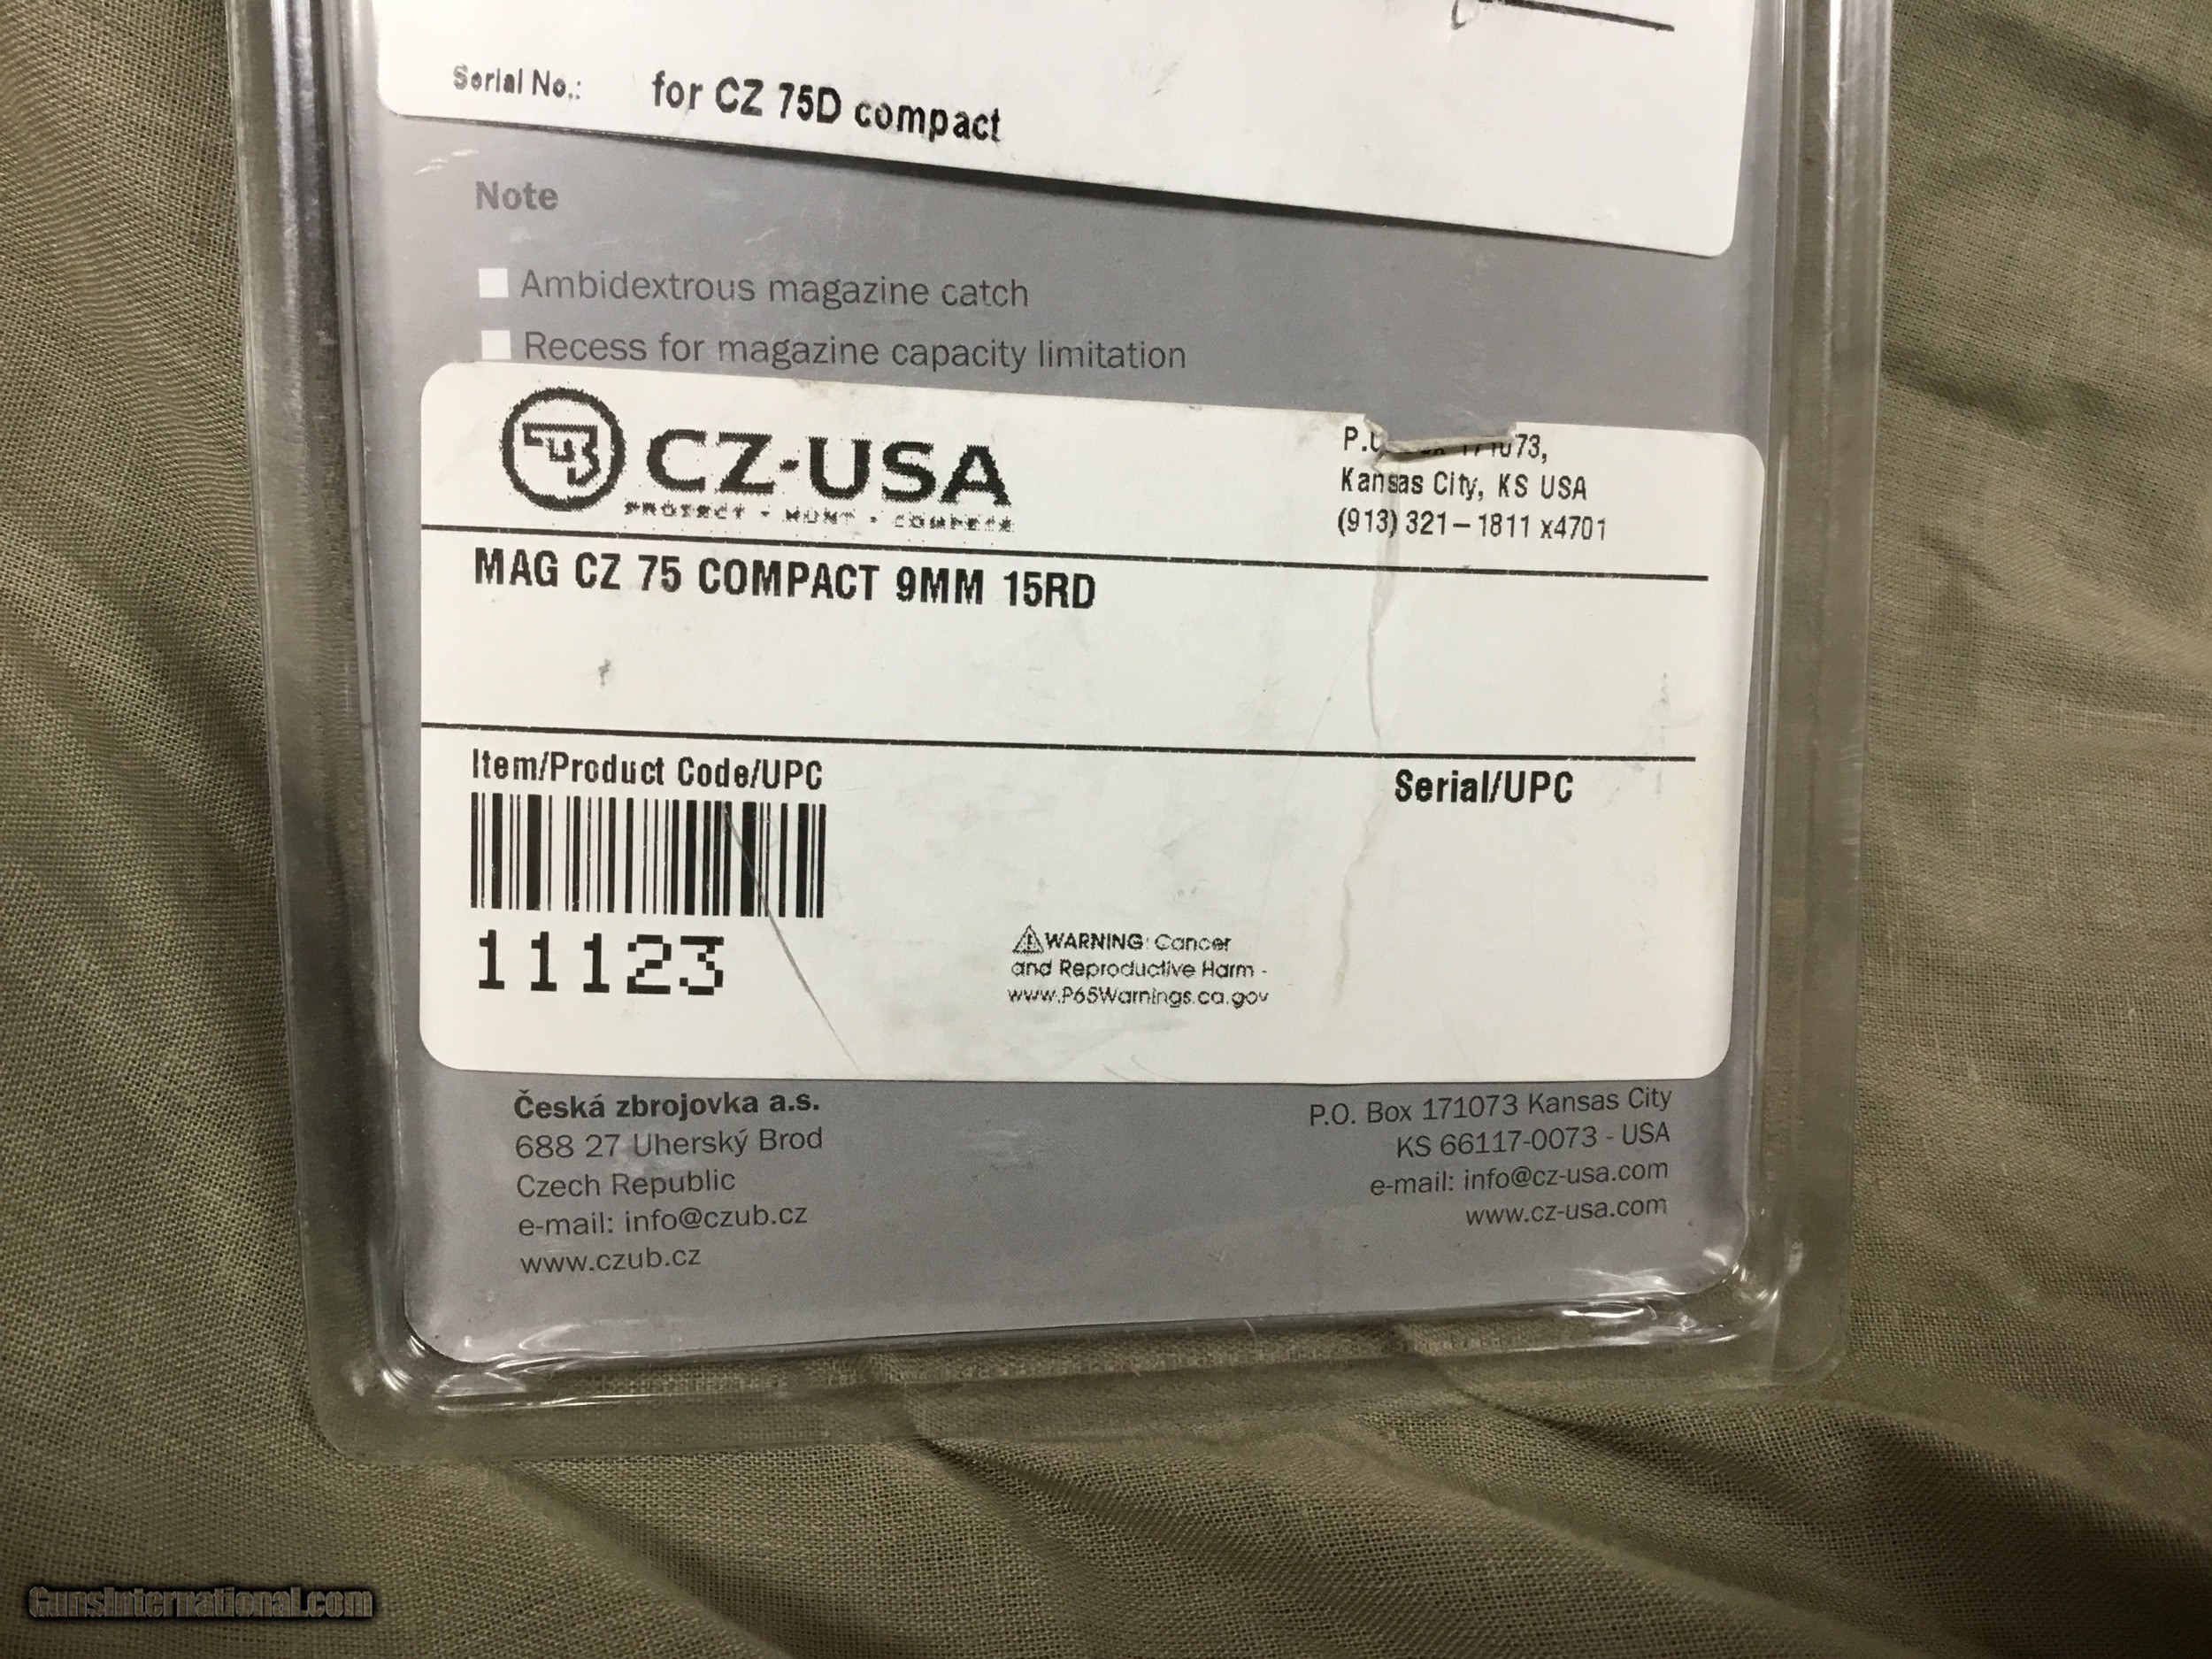 Serial No.: for CZ 75D compact
Note
Ambidextrous magazine catch
Recess for magazine capacity limitation
CZ-USA
PROTECT · HUNT · COMPETE
73,
Kansas City, KS USA
(913) 321-1811 x4701
MAG CZ 75 COMPACT 9MM 15RD
Item/Product Code/UPC
Serial/UPC
11123
WARNING: Cancer
and Reproductive Harm -
www.P65Warnings.ca.gov
Česká zbrojovka a.s.
688 27 Uherský Brod
Czech Republic
e-mail: info@czub.cz
www.czub.cz
P.O. Box 171073 Kansas City
KS 66117-0073 - USA
e-mail: info@cz-usa.com
www.cz-usa.com
GunsInternational.com